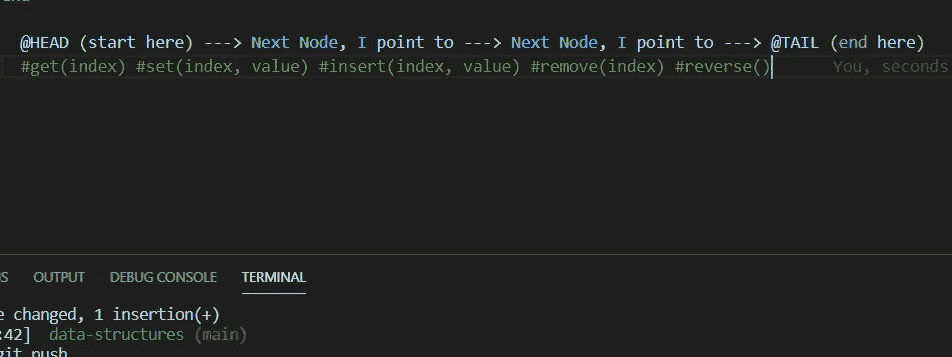 @HEAD (start here) ---> Next Node, I point to ---> Next Node, I point to ---> @TAIL (end here)
#get(index) #set(index, value) #insert(index, value) #remove(index) #reverse() You, seconds
OUTPUT DEBUG CONSOLE TERMINAL
changed, 1 insertion(+)
:42] data-structures (main)
git push